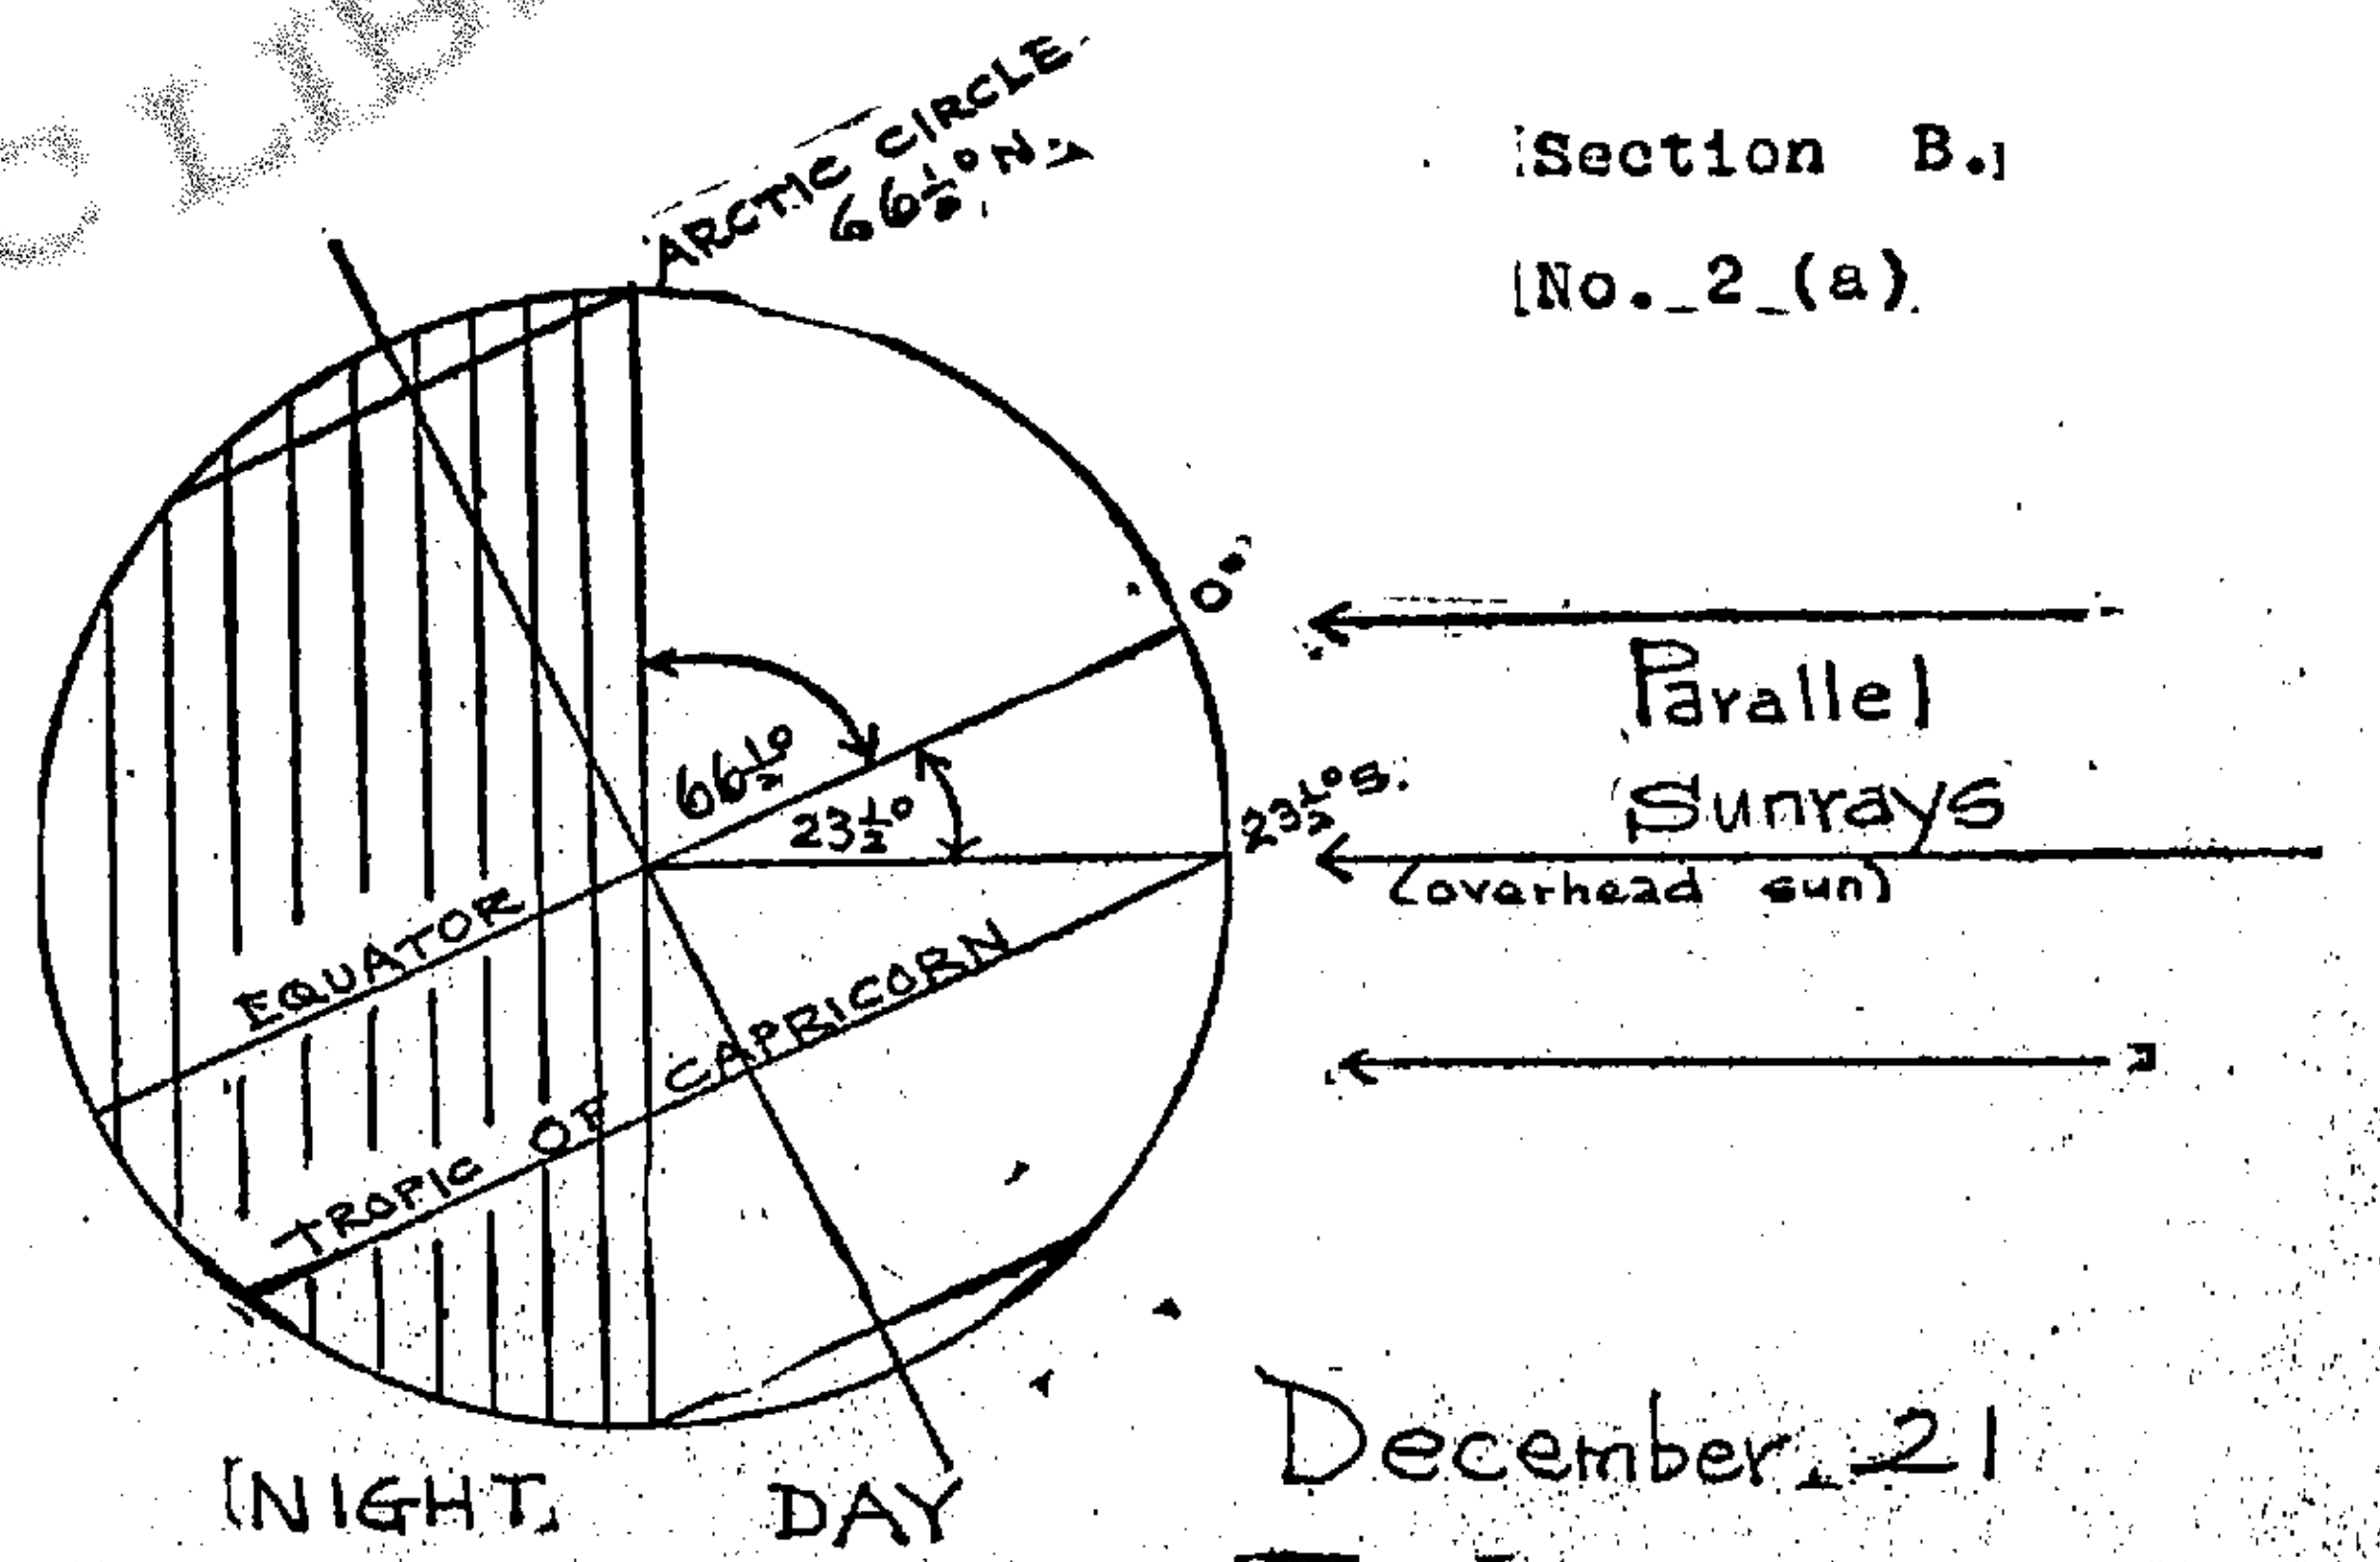 ARCTIC CIRCLE
66½°N
Section B.
No. 2 (a)
0°
66½°
23½°
23½°S.
Parallel
Sunrays
(overhead sun)
EQUATOR
TROPIC OF CAPRICORN
NIGHT
DAY
December 21